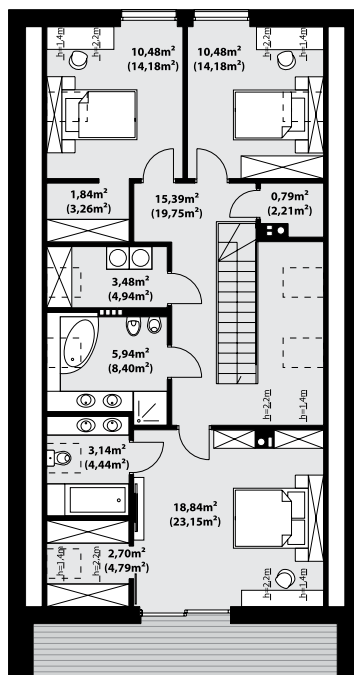 h=1,4m
h=2,2m
10,48m²
(14,18m²)
10,48m²
(14,18m²)
h=2,2m
h=1,4m
1,84m²
(3,26m²)
15,39m²
(19,75m²)
0,79m²
(2,21m²)
3,48m²
(4,94m²)
5,94m²
(8,40m²)
h=2,2m
h=1,4m
3,14m²
(4,44m²)
18,84m²
(23,15m²)
2,70m²
(4,79m²)
h=1,4m
h=2,2m
h=2,2m
h=1,4m